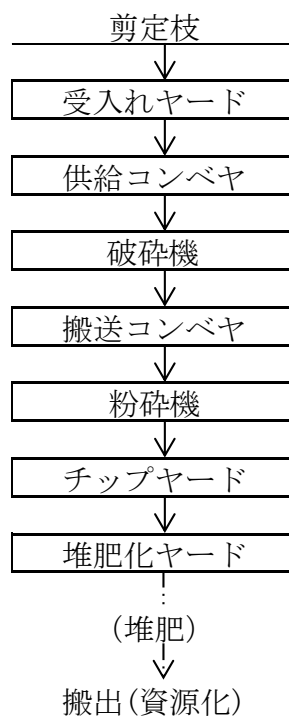 剪定枝
受入れヤード
供給コンベヤ
破砕機
搬送コンベヤ
粉砕機
チップヤード
堆肥化ヤード
(堆肥)
搬出(資源化)